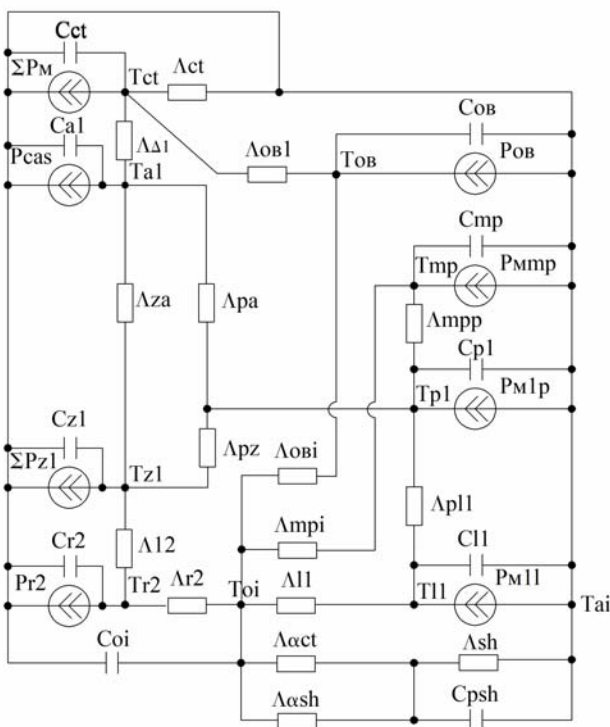 Cct
ΣPм
Tct
Λct
Ca1
ΛΔ1
Cов
Pcas
Ta1
Λов1
Tов
Pов
Cmp
Tmp
Pмmp
Λza
Λpa
Λmpp
Cp1
Tp1
Pм1p
Cz1
ΣPz1
Tz1
Λpz
Λовi
Λpl1
Cr2
Λ12
Λmpi
Cl1
Pr2
Tr2
Λr2
Toi
Λl1
Tl1
Pм1l
Tai
Coi
Λαct
Λsh
Λαsh
Cpsh